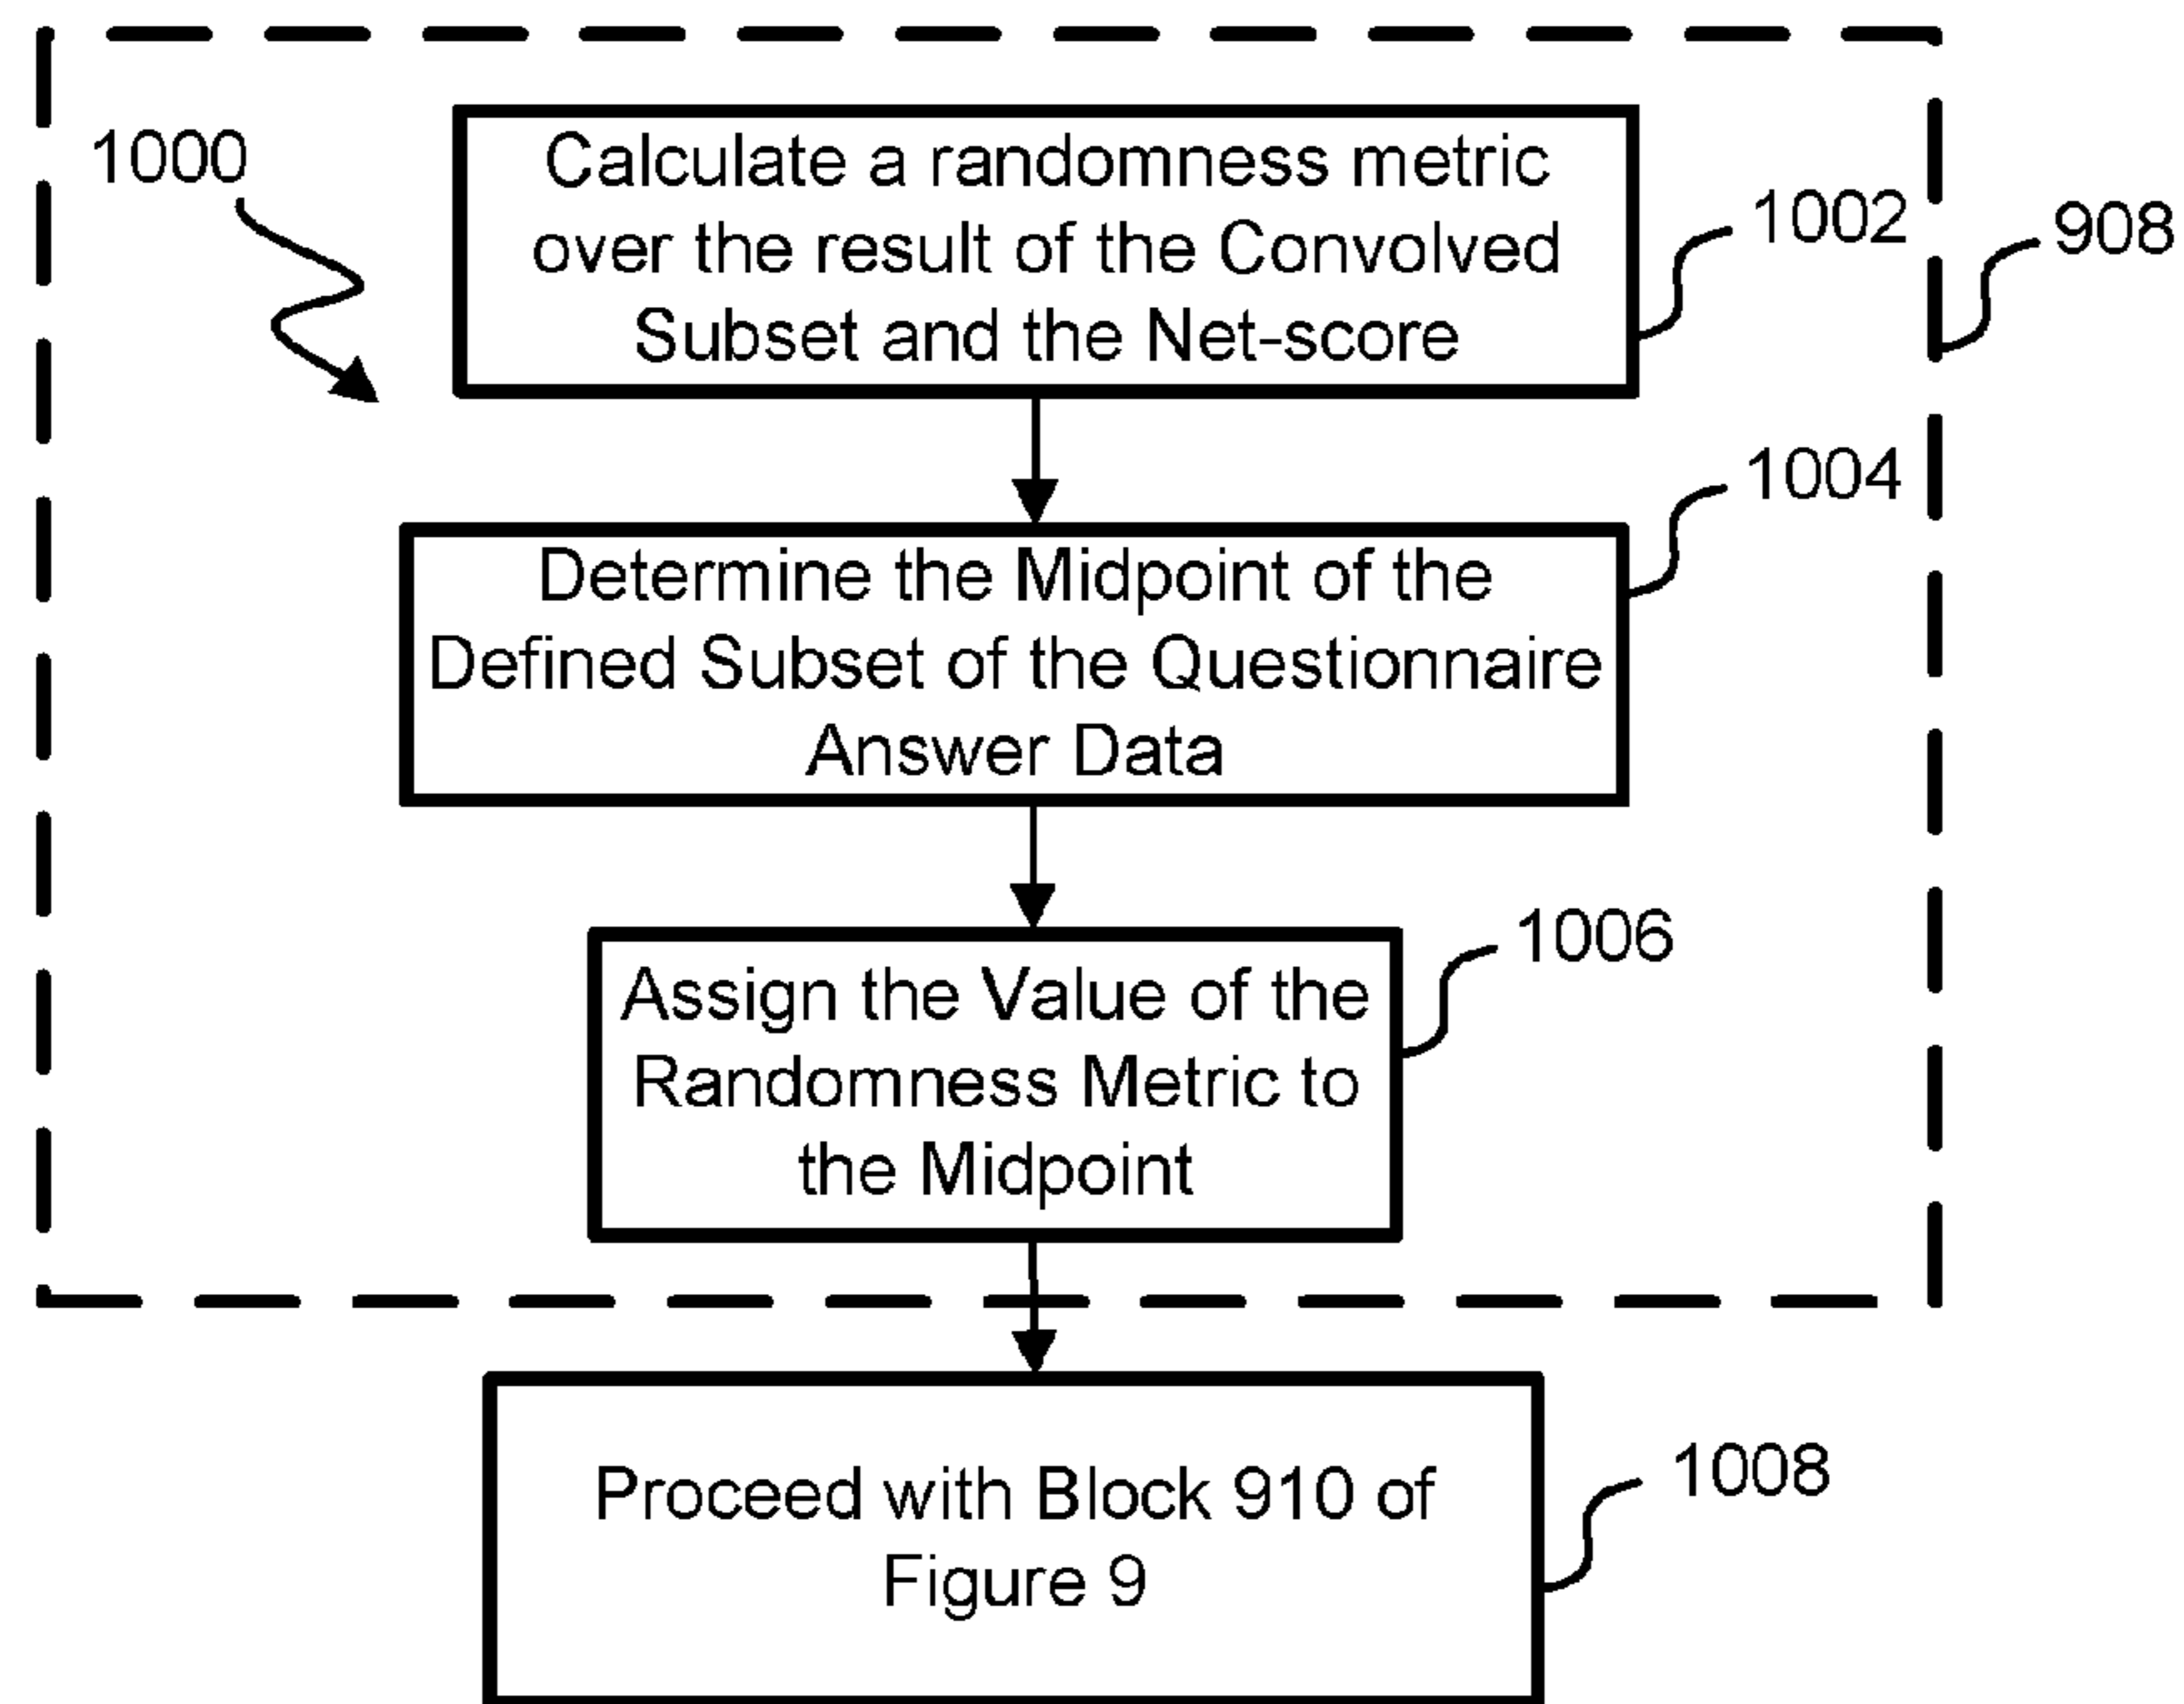 1000
Calculate a randomness metric
over the result of the Convolved
Subset and the Net-score
1002
908
Determine the Midpoint of the
Defined Subset of the Questionnaire
Answer Data
1004
Assign the Value of the
Randomness Metric to
the Midpoint
1006
Proceed with Block 910 of
Figure 9
1008